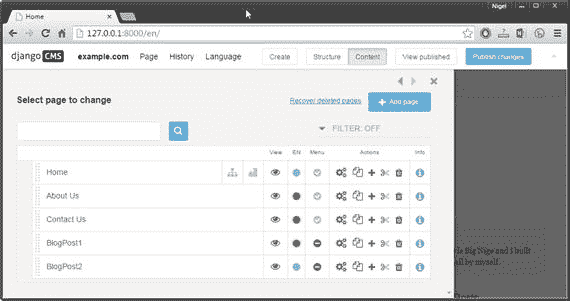 Nigel
Home
127.0.0.1:8000/en/
django CMS example.com Page History Language Create Structure Content View published Publish changes
Select page to change
Recover deleted pages
Add page
FILTER: OFF
View EN Menu Actions Info
Home
About Us
Contact Us
BlogPost1
BlogPost2
is Big Nige and I built
all by myself.